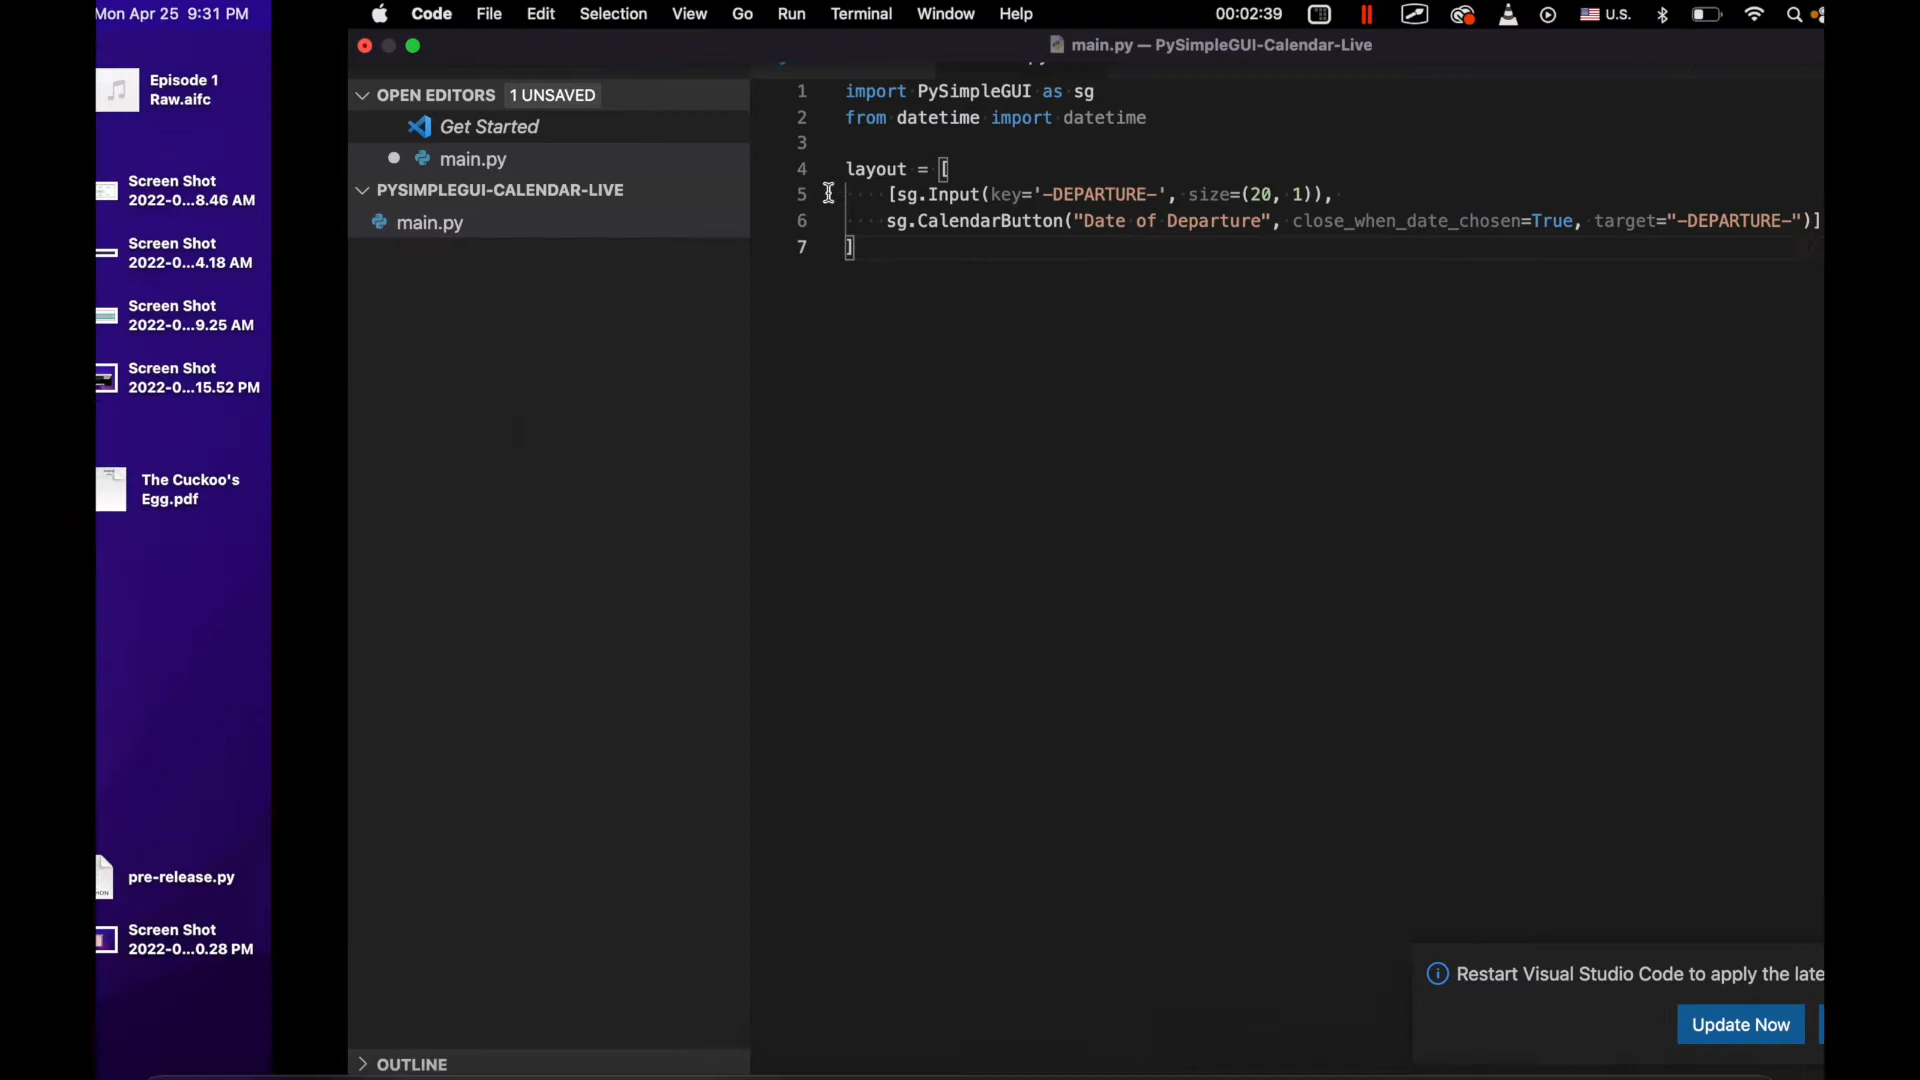 Mon Apr 25 9:31 PM
Code File Edit Selection View Go Run Terminal Window Help 00:02:39 U.S.
Episode 1
Raw.aifc
Screen Shot
2022-0...8.46 AM
Screen Shot
2022-0...4.18 AM
Screen Shot
2022-0...9.25 AM
Screen Shot
2022-0...15.52 PM
The Cuckoo's
Egg.pdf
pre-release.py
Screen Shot
2022-0...0.28 PM
main.py — PySimpleGUI-Calendar-Live
OPEN EDITORS 1 UNSAVED
Get Started
main.py
PYSIMPLEGUI-CALENDAR-LIVE
main.py
OUTLINE
1 import PySimpleGUI as sg
2 from datetime import datetime
3
4 layout = [
5 [sg.Input(key='-DEPARTURE-', size=(20, 1)),
6 sg.CalendarButton("Date of Departure", close_when_date_chosen=True, target="-DEPARTURE-")]
7 ]
Restart Visual Studio Code to apply the late
Update Now